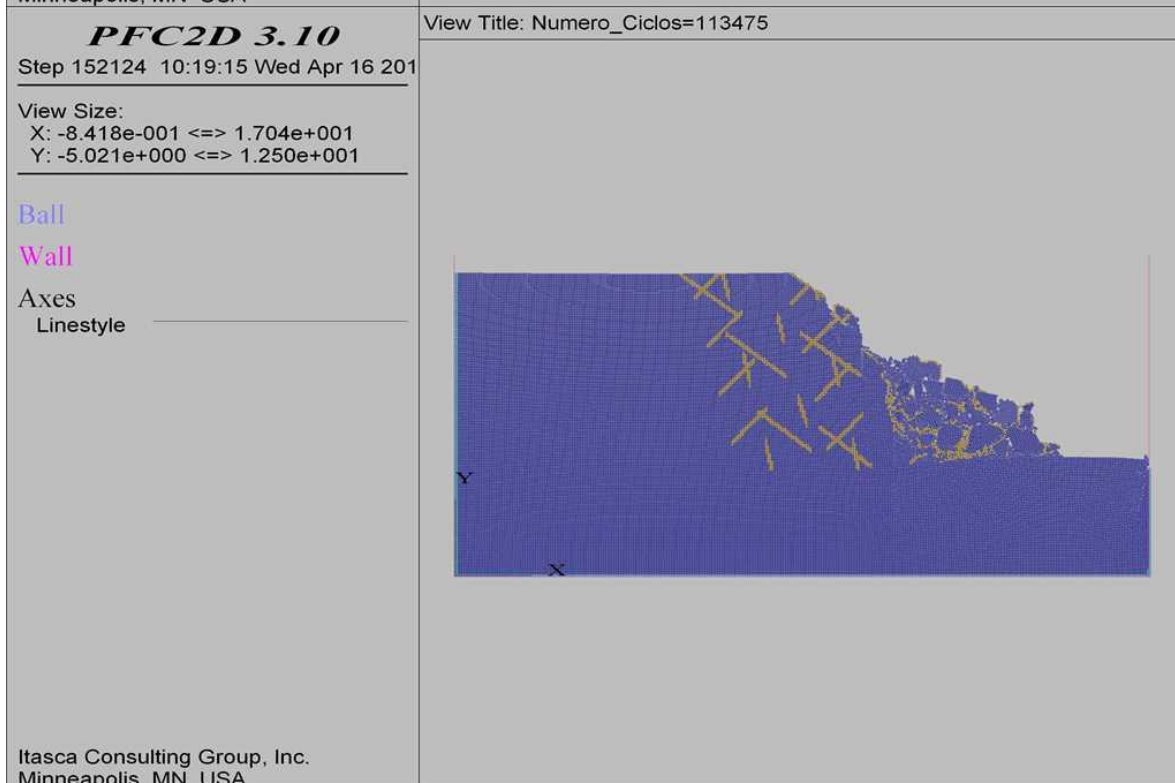 Minneapolis, MN USA
PFC2D 3.10
Step 152124 10:19:15 Wed Apr 16 201
View Size:
X: -8.418e-001 <=> 1.704e+001
Y: -5.021e+000 <=> 1.250e+001
Ball
Wall
Axes
Linestyle
Itasca Consulting Group, Inc.
Minneapolis, MN USA
View Title: Numero_Ciclos=113475
Y
X